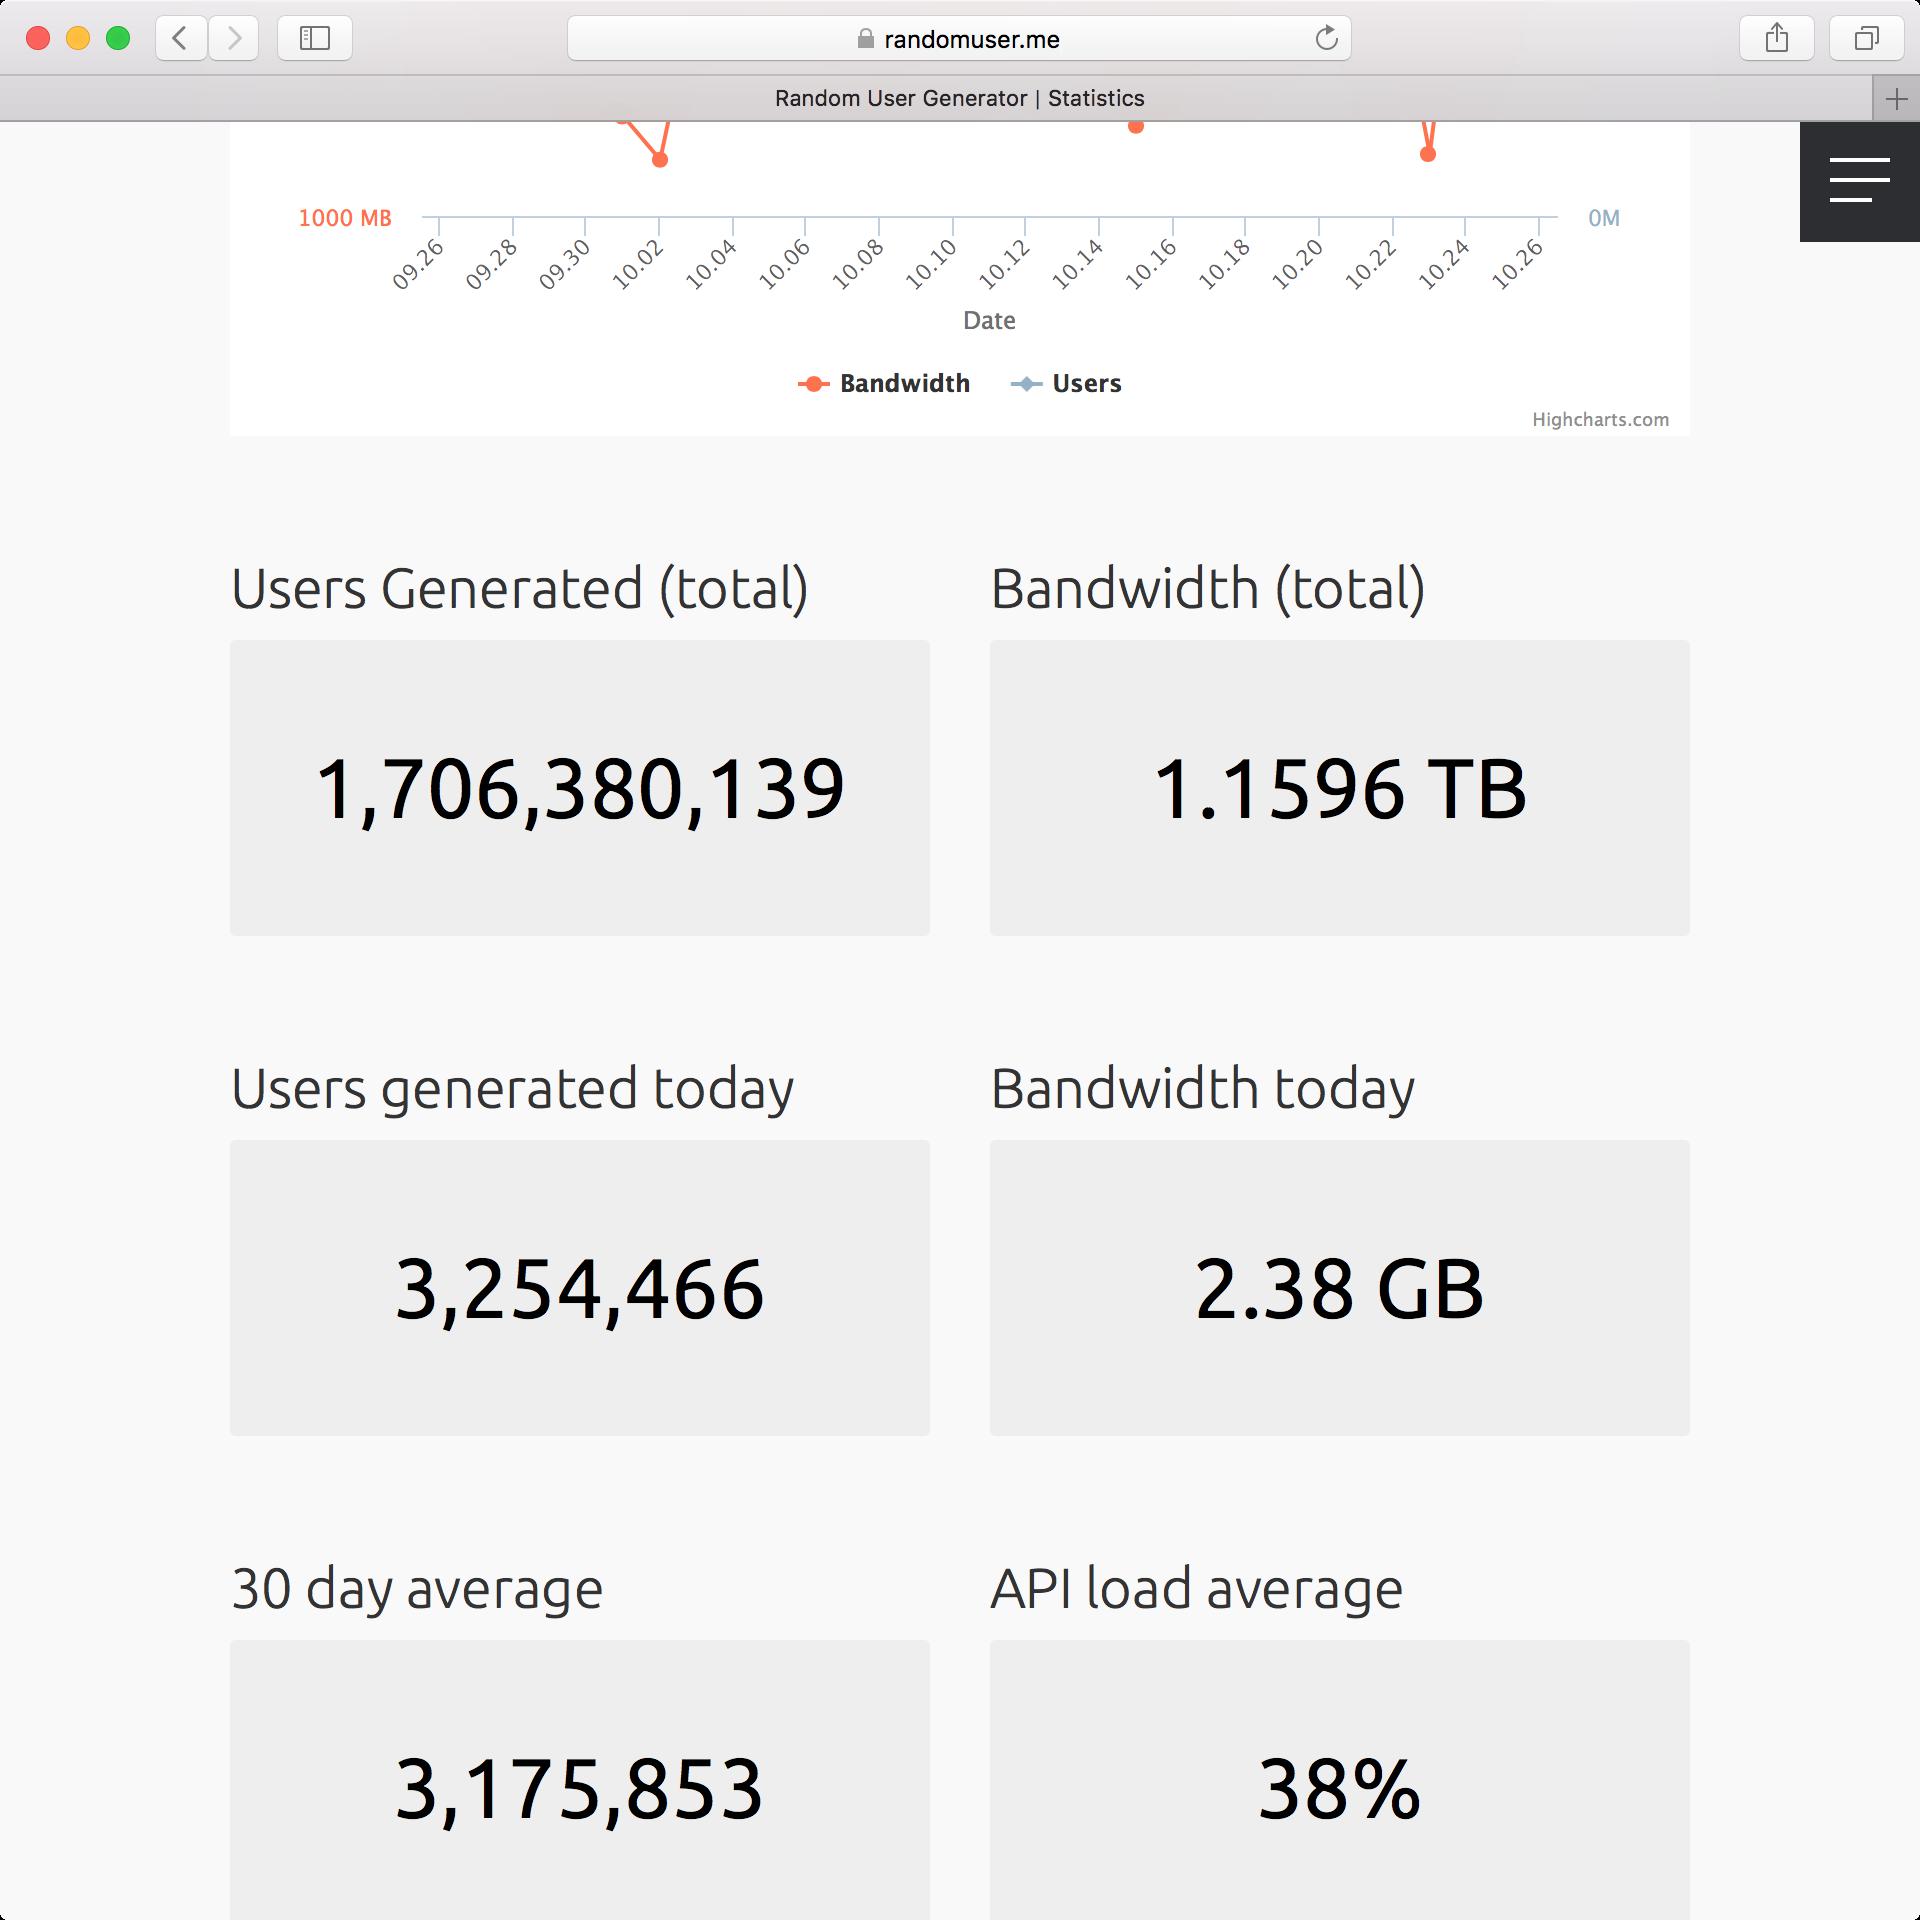 randomuser.me
Random User Generator | Statistics
1000 MB
0M
09.26 09.28 09.30 10.02 10.04 10.06 10.08 10.10 10.12 10.14 10.16 10.18 10.20 10.22 10.24 10.26
Date
Bandwidth Users
Highcharts.com
Users Generated (total)
1,706,380,139
Bandwidth (total)
1.1596 TB
Users generated today
3,254,466
Bandwidth today
2.38 GB
30 day average
3,175,853
API load average
38%